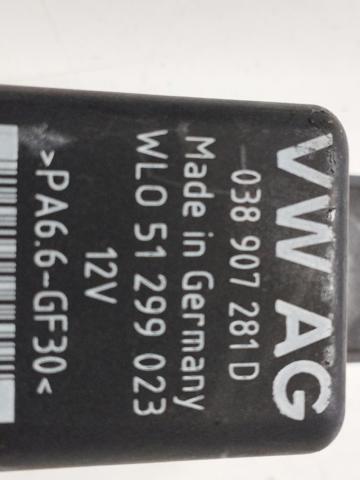 VW AG
038 907 281 D
Made in Germany
WLO 51 299 023
12V
>PA6.6-GF30<